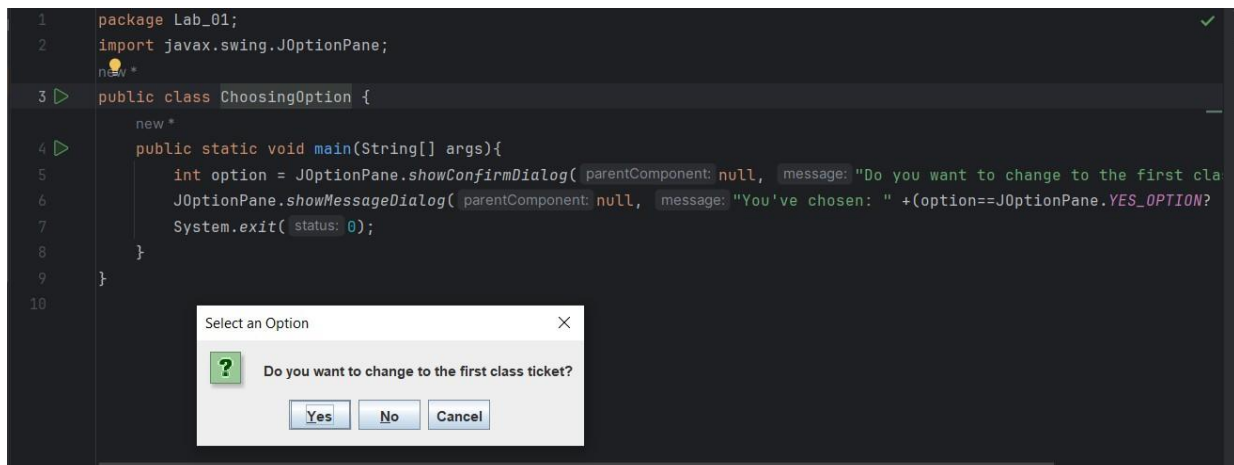 1 package Lab_01;
2 import javax.swing.JOptionPane;
new *
3 public class ChoosingOption {
new *
4 public static void main(String[] args){
5 int option = JOptionPane.showConfirmDialog( parentComponent: null, message: "Do you want to change to the first cla
6 JOptionPane.showMessageDialog( parentComponent: null, message: "You've chosen: " +(option==JOptionPane.YES_OPTION?
7 System.exit( status: 0);
8 }
9 }
10
Select an Option
Do you want to change to the first class ticket?
Yes No Cancel